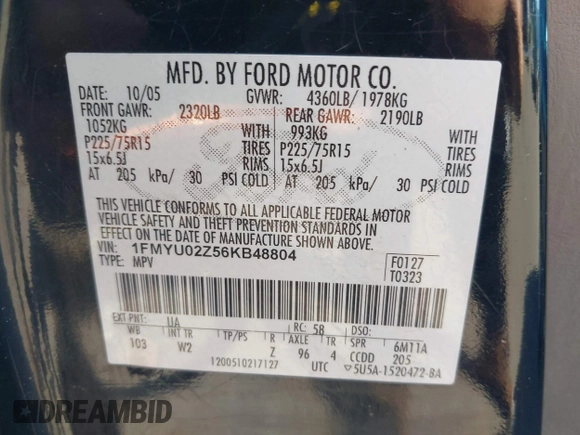 MFD. BY FORD MOTOR CO.
DATE: 10/05 GVWR: 4360LB/ 1978KG
FRONT GAWR: 2320LB REAR GAWR: 2190LB
1052KG WITH 993KG WITH
P225/75R15 TIRES P225/75R15 TIRES
15x6.5J RIMS 15x6.5J RIMS
AT 205 kPa/ 30 PSI COLD AT 205 kPa/ 30 PSI COLD
THIS VEHICLE CONFORMS TO ALL APPLICABLE FEDERAL MOTOR
VEHICLE SAFETY AND THEFT PREVENTION STANDARDS IN
EFFECT ON THE DATE OF MANUFACTURE SHOWN ABOVE.
VIN: 1FMYU02Z56KB48804 F0127
TYPE: MPV T0323
EXT PNT: UA RC: 58 DSO:
WB INT TR TP/PS R AXLE TR SPR 6M11A
103 W2 Z 96 4 CCDD 205
1200510217127 UTC 5U5A-1520472-BA
DREAMBID